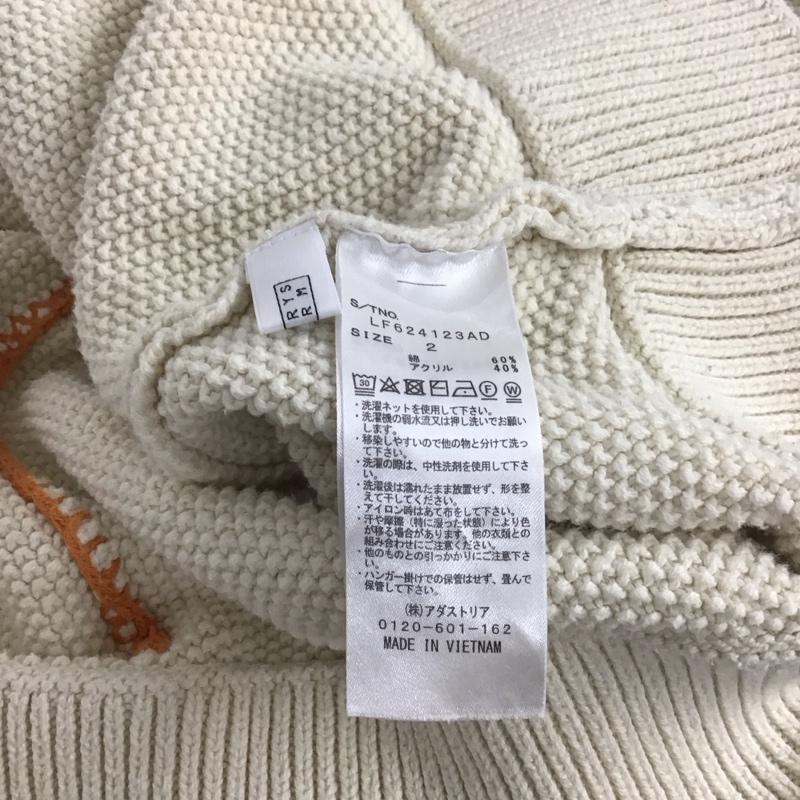 RYS
RM
S/TNO.
LF624123AD
SIZE 2
綿 60%
アクリル 40%
30
F
W
・洗濯ネットを使用して下さい。
・洗濯機の弱水流又は押し洗いでお願い
します。
・移染しやすいので他の物と分けて洗っ
て下さい。
・洗濯の際は、中性洗剤を使用して下さ
い。
・洗濯後は濡れたまま放置せず、形を整
えて干してください。
・アイロン時はあて布をして下さい。
・汗や摩擦（特に湿った状態）により色
が移る場合があります。他の衣類との
組み合わせにご注意ください。
・他のものとの引っかかりにご注意下さ
い。
・ハンガー掛けでの保管はせず、畳んで
保管して下さい。
(株)アダストリア
0120-601-162
MADE IN VIETNAM